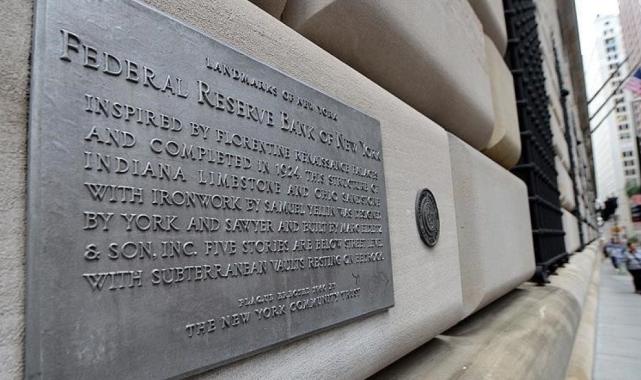 LANDMARKS OF NEW YORK
FEDERAL RESERVE BANK OF NEW YORK
INSPIRED BY FLORENTINE RENAISSANCE PALACES
AND COMPLETED IN 1924, THIS STRUCTURE OF
INDIANA LIMESTONE AND OHIO SANDSTONE
WITH IRONWORK BY SAMUEL YELLIN WAS DESIGNED
BY YORK AND SAWYER AND BUILT BY MARC EIDLITZ
& SON, INC. FIVE STORIES ARE BELOW STREET LEVEL
WITH SUBTERRANEAN VAULTS RESTING ON BEDROCK.
PLAQUE ERECTED BY
THE NEW YORK COMMUNITY TRUST